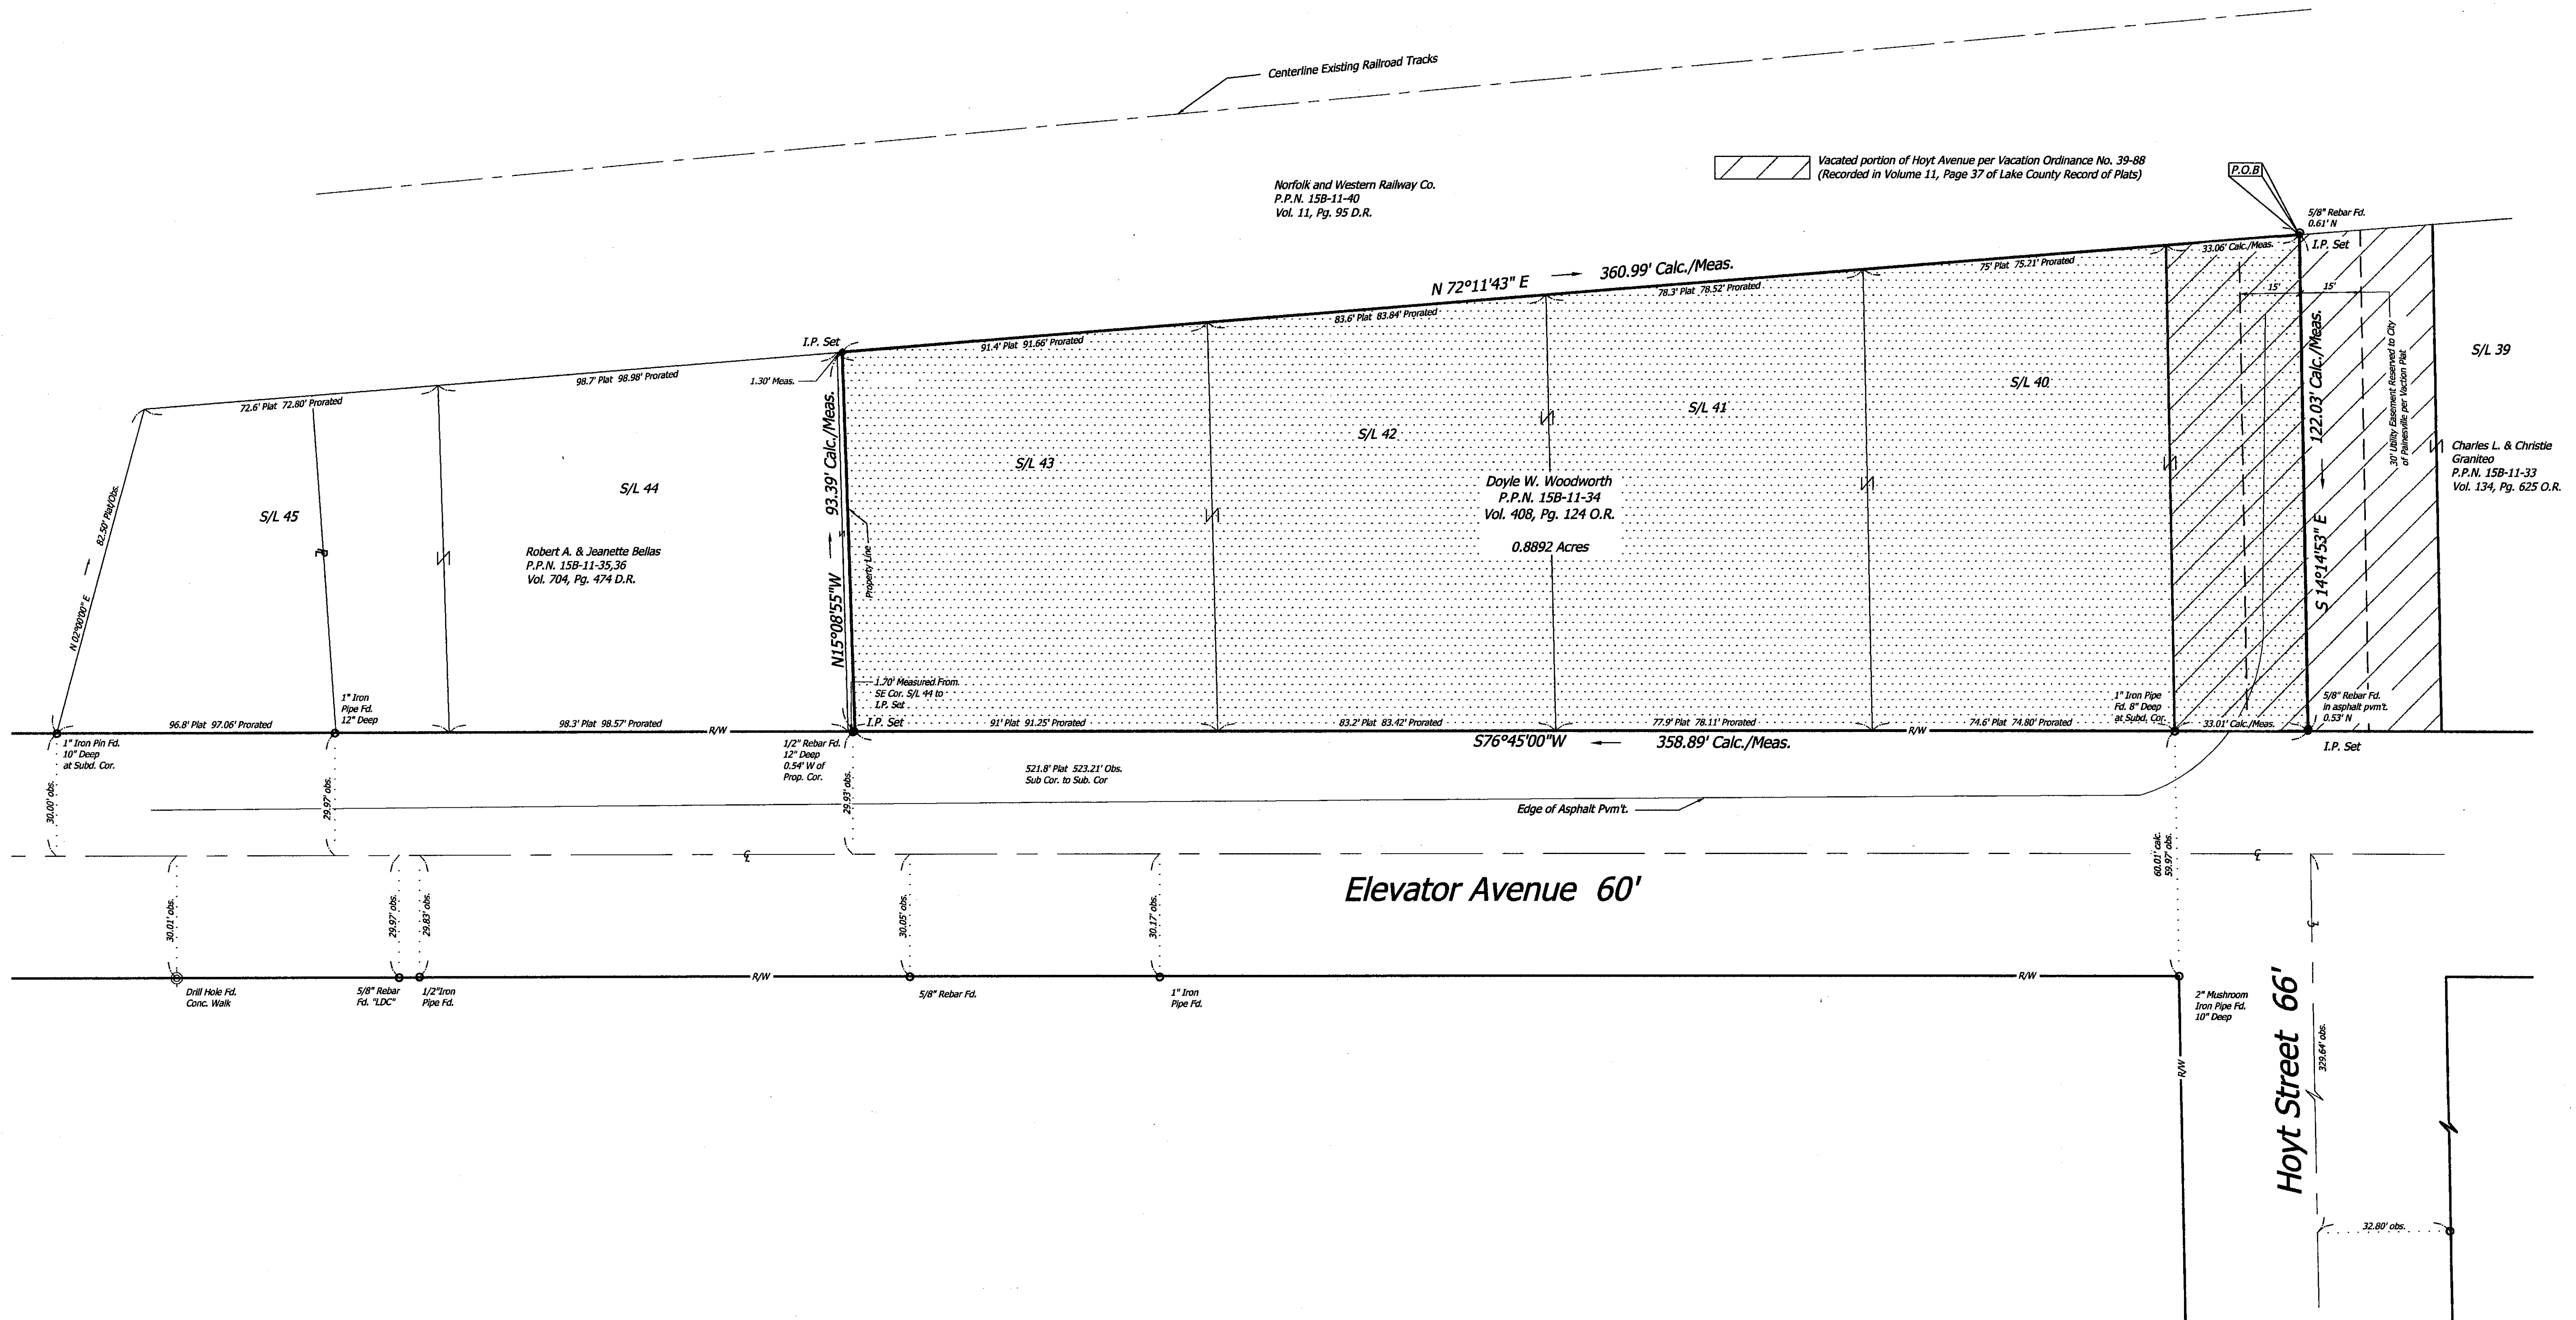 Centerline Existing Railroad Tracks
Vacated portion of Hoyt Avenue per Vacation Ordinance No. 39-88
(Recorded in Volume 11, Page 37 of Lake County Record of Plats)
P.O.B
Norfolk and Western Railway Co.
P.P.N. 15B-11-40
Vol. 11, Pg. 95 D.R.
5/8" Rebar Fd.
0.61' N
I.P. Set
33.06' Calc./Meas.
N 72°11'43" E 360.99' Calc./Meas.
75' Plat 75.21' Prorated
78.3' Plat 78.52' Prorated
83.6' Plat 83.84' Prorated
91.4' Plat 91.66' Prorated
I.P. Set
1.30' Meas.
98.7' Plat 98.98' Prorated
72.6' Plat 72.80' Prorated
15' 15'
S/L 39
S/L 40
S/L 41
S/L 42
S/L 43
S/L 44
S/L 45
30' Utility Easement Reserved to City
of Painesville per Vaction Plat
S 14°14'53" E 122.03' Calc./Meas.
Charles L. & Christie
Graniteo
P.P.N. 15B-11-33
Vol. 134, Pg. 625 O.R.
Doyle W. Woodworth
P.P.N. 15B-11-34
Vol. 408, Pg. 124 O.R.
0.8892 Acres
N15°08'55"W 93.39' Calc./Meas.
Property Line
Robert A. & Jeanette Bellas
P.P.N. 15B-11-35,36
Vol. 704, Pg. 474 D.R.
N 02°00'00" E 82.50' Plat/Obs.
1.70' Measured From
SE Cor. S/L 44 to
I.P. Set
I.P. Set
1" Iron
Pipe Fd.
12" Deep
1" Iron Pipe
Fd. 8" Deep
at Subd. Cor.
5/8" Rebar Fd.
in asphalt pvm't.
0.53' N
96.8' Plat 97.06' Prorated
98.3' Plat 98.57' Prorated
R/W
91' Plat 91.25' Prorated
83.2' Plat 83.42' Prorated
77.9' Plat 78.11' Prorated
R/W
74.6' Plat 74.80' Prorated
33.01' Calc./Meas.
I.P. Set
S76°45'00"W 358.89' Calc./Meas.
1" Iron Pin Fd.
10" Deep
at Subd. Cor.
1/2" Rebar Fd.
12" Deep
0.54' W of
Prop. Cor.
521.8' Plat 523.21' Obs.
Sub Cor. to Sub. Cor
Edge of Asphalt Pvm't.
30.00' obs.
29.97' obs.
29.93' obs.
60.01' calc.
59.97' obs.
Elevator Avenue 60'
30.01' obs.
29.97' obs.
29.83' obs.
30.05' obs.
30.17' obs.
R/W
R/W
Drill Hole Fd.
Conc. Walk
5/8" Rebar
Fd. "LDC"
1/2"Iron
Pipe Fd.
5/8" Rebar Fd.
1" Iron
Pipe Fd.
2" Mushroom
Iron Pipe Fd.
10" Deep
R/W
Hoyt Street 66'
329.64' obs.
32.80' obs.